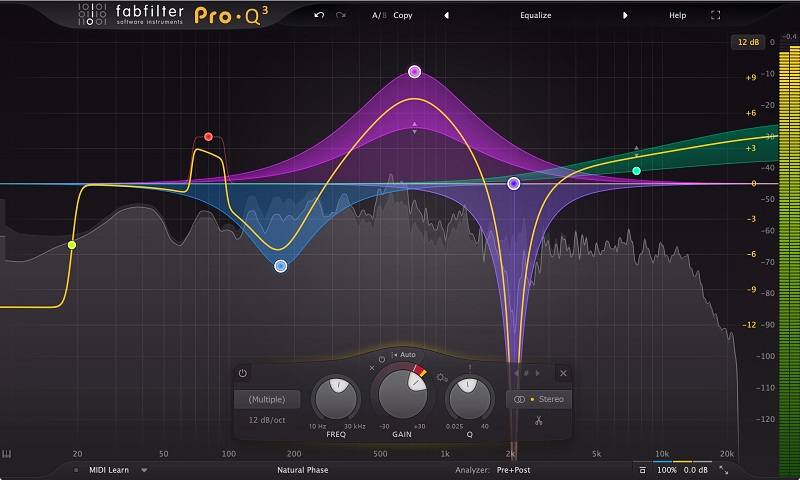 fabfilter
software instruments
Pro·Q³
A/B Copy
Equalize
Help
12 dB
0
-0.4
+9
-10
+6
-20
+3
-30
-40
0
-50
-3
-60
-6
-70
-80
-9
-90
-12
-100
-110
-120
Auto
(Multiple)
12 dB/oct
10 Hz 30 kHz
FREQ
-30 +30
GAIN
1
0.025 40
Q
#
Stereo
20 50 100 200 500 1k 2k 5k 10k 20k
MIDI Learn
Natural Phase
Analyzer: Pre+Post
100%
0.0 dB